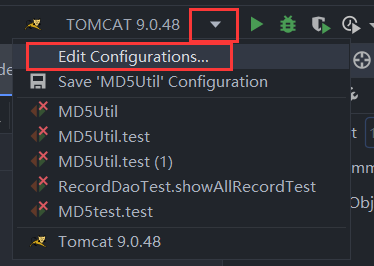 TOMCAT 9.0.48
Edit Configurations...
Save 'MD5Util' Configuration
MD5Util
MD5Util.test
MD5Util.test (1)
RecordDaoTest.showAllRecordTest
MD5test.test
Tomcat 9.0.48